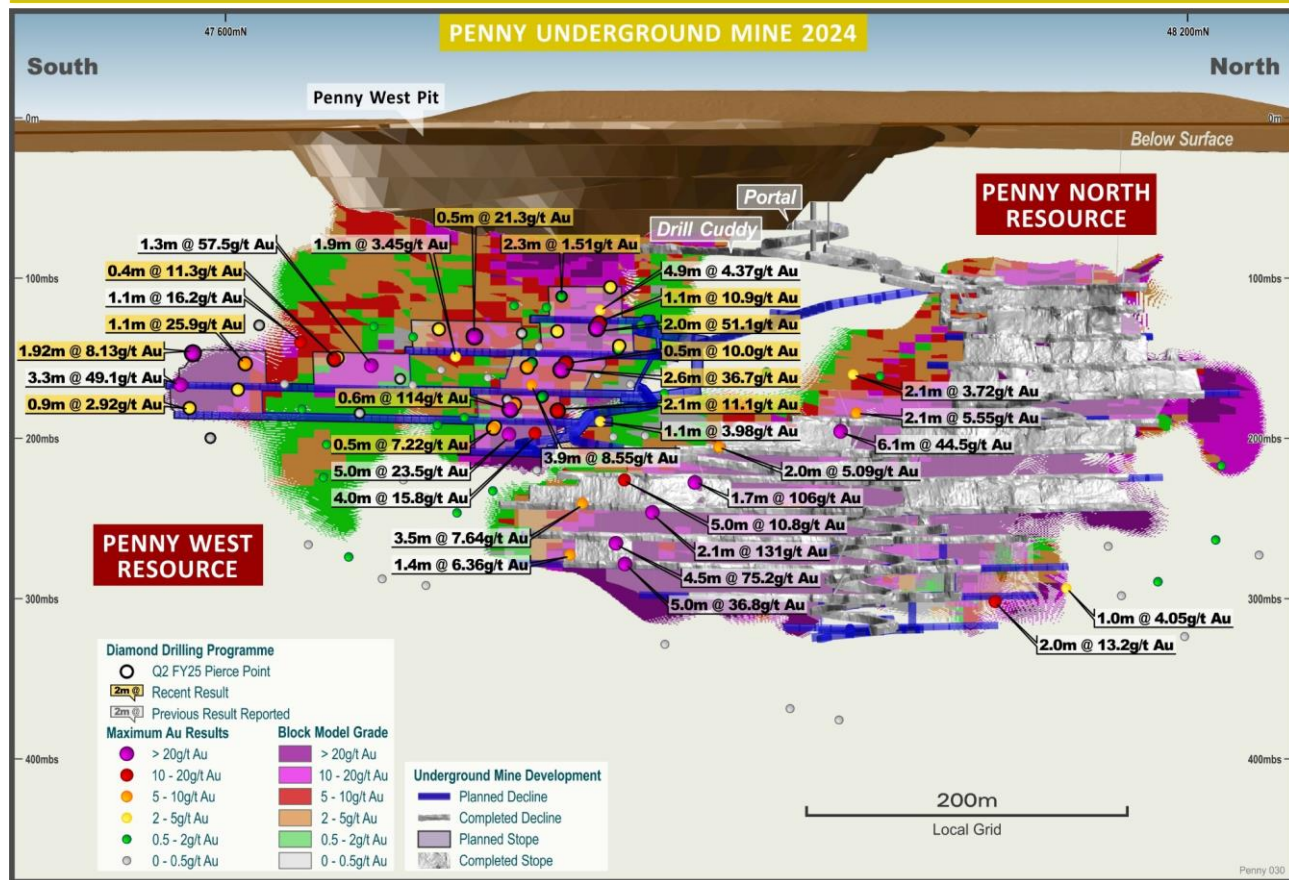 PENNY UNDERGROUND MINE 2024
47 600mN
48 200mN
South
North
Penny West Pit
0m
0m
Below Surface
PENNY NORTH
RESOURCE
Portal
Drill Cuddy
0.5m @ 21.3g/t Au
1.3m @ 57.5g/t Au
1.9m @ 3.45g/t Au
2.3m @ 1.51g/t Au
0.4m @ 11.3g/t Au
4.9m @ 4.37g/t Au
100mbs
100mbs
1.1m @ 16.2g/t Au
1.1m @ 10.9g/t Au
1.1m @ 25.9g/t Au
2.0m @ 51.1g/t Au
1.92m @ 8.13g/t Au
0.5m @ 10.0g/t Au
3.3m @ 49.1g/t Au
2.6m @ 36.7g/t Au
0.9m @ 2.92g/t Au
0.6m @ 114g/t Au
2.1m @ 11.1g/t Au
2.1m @ 3.72g/t Au
2.1m @ 5.55g/t Au
200mbs
200mbs
0.5m @ 7.22g/t Au
1.1m @ 3.98g/t Au
6.1m @ 44.5g/t Au
5.0m @ 23.5g/t Au
3.9m @ 8.55g/t Au
2.0m @ 5.09g/t Au
4.0m @ 15.8g/t Au
1.7m @ 106g/t Au
PENNY WEST
RESOURCE
3.5m @ 7.64g/t Au
5.0m @ 10.8g/t Au
1.4m @ 6.36g/t Au
2.1m @ 131g/t Au
4.5m @ 75.2g/t Au
5.0m @ 36.8g/t Au
300mbs
300mbs
1.0m @ 4.05g/t Au
2.0m @ 13.2g/t Au
Diamond Drilling Programme
Q2 FY25 Pierce Point
2m @ Recent Result
2m @ Previous Result Reported
Maximum Au Results
> 20g/t Au
10 - 20g/t Au
5 - 10g/t Au
2 - 5g/t Au
0.5 - 2g/t Au
0 - 0.5g/t Au
Block Model Grade
> 20g/t Au
10 - 20g/t Au
5 - 10g/t Au
2 - 5g/t Au
0.5 - 2g/t Au
0 - 0.5g/t Au
Underground Mine Development
Planned Decline
Completed Decline
Planned Stope
Completed Stope
400mbs
400mbs
200m
Local Grid
Penny 030